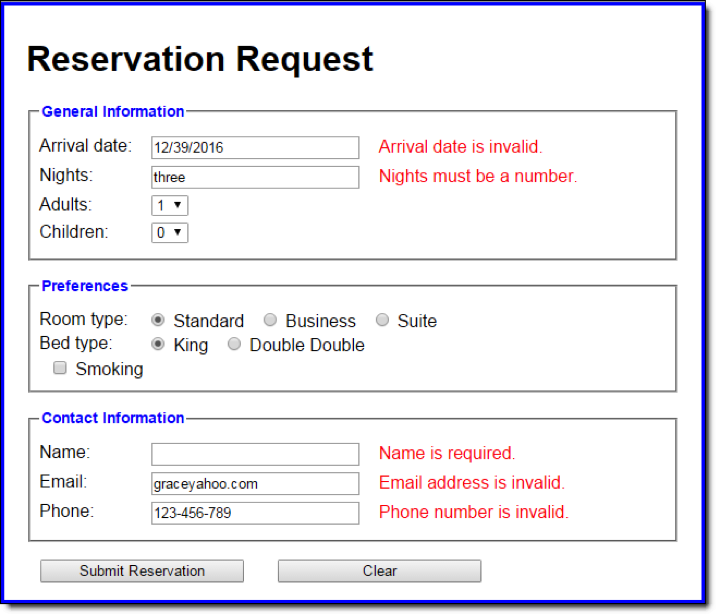 Reservation Request
General Information
Arrival date: 12/39/2016 Arrival date is invalid.
Nights: three Nights must be a number.
Adults: 1
Children: 0
Preferences
Room type: Standard Business Suite
Bed type: King Double Double
Smoking
Contact Information
Name: Name is required.
Email: graceyahoo.com Email address is invalid.
Phone: 123-456-789 Phone number is invalid.
Submit Reservation Clear